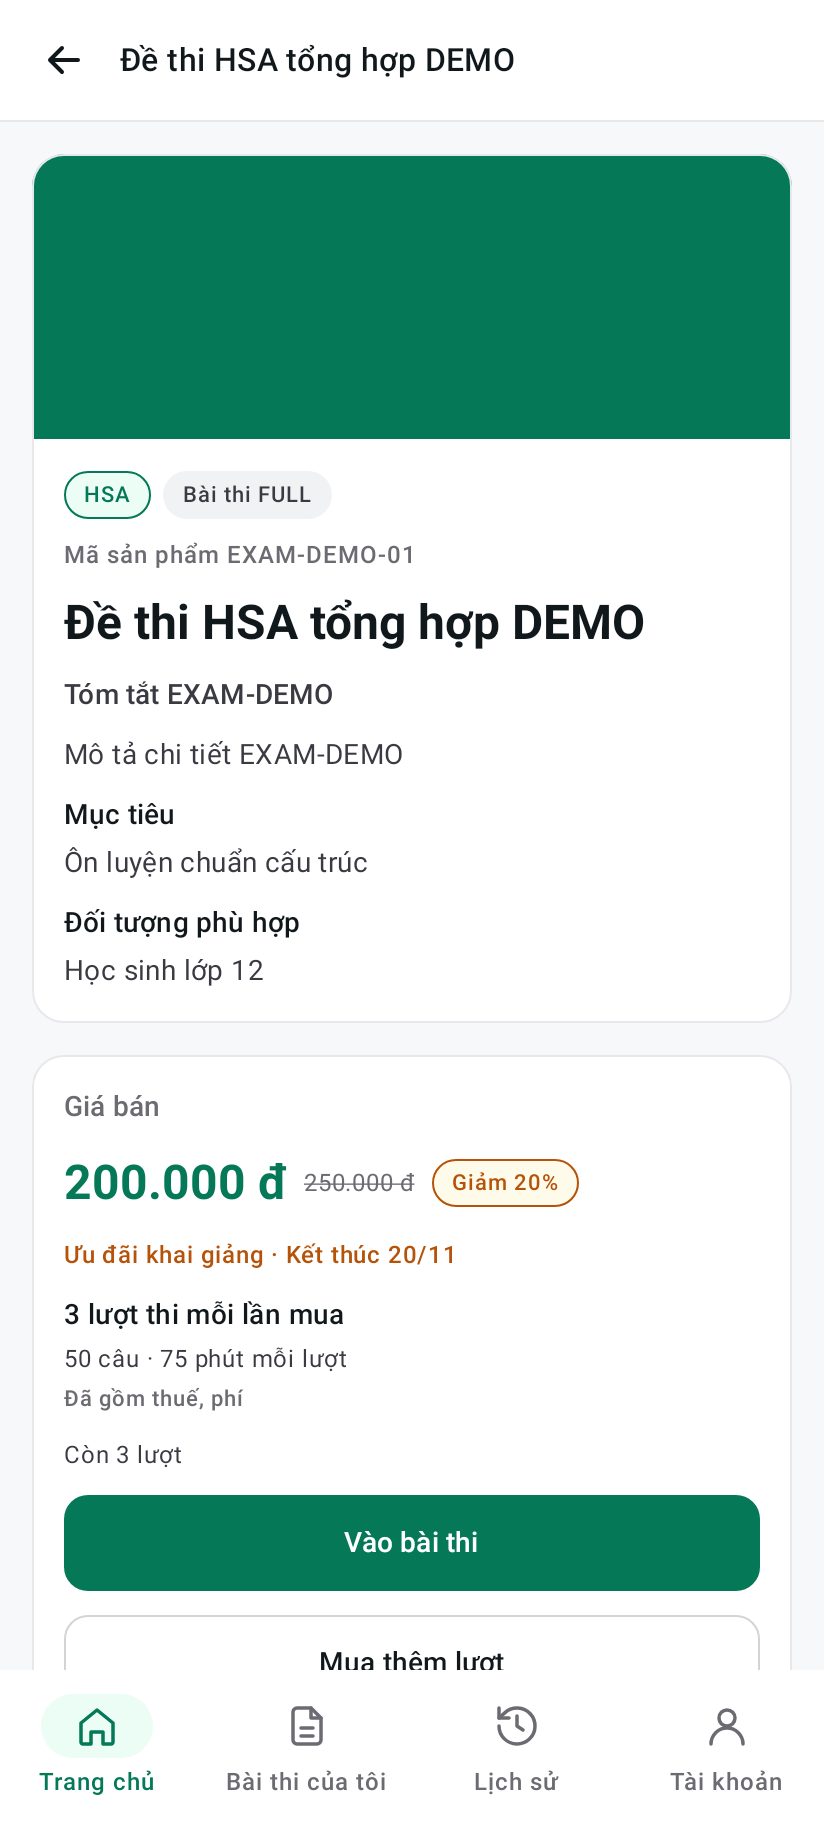 Đề thi HSA tổng hợp DEMO
HSA
Bài thi FULL
Mã sản phẩm EXAM-DEMO-01
Đề thi HSA tổng hợp DEMO
Tóm tắt EXAM-DEMO
Mô tả chi tiết EXAM-DEMO
Mục tiêu
Ôn luyện chuẩn cấu trúc
Đối tượng phù hợp
Học sinh lớp 12
Giá bán
200.000 đ 250.000 đ Giảm 20%
Ưu đãi khai giảng · Kết thúc 20/11
3 lượt thi mỗi lần mua
50 câu · 75 phút mỗi lượt
Đã gồm thuế, phí
Còn 3 lượt
Vào bài thi
Mua thêm lượt
Trang chủ
Bài thi của tôi
Lịch sử
Tài khoản